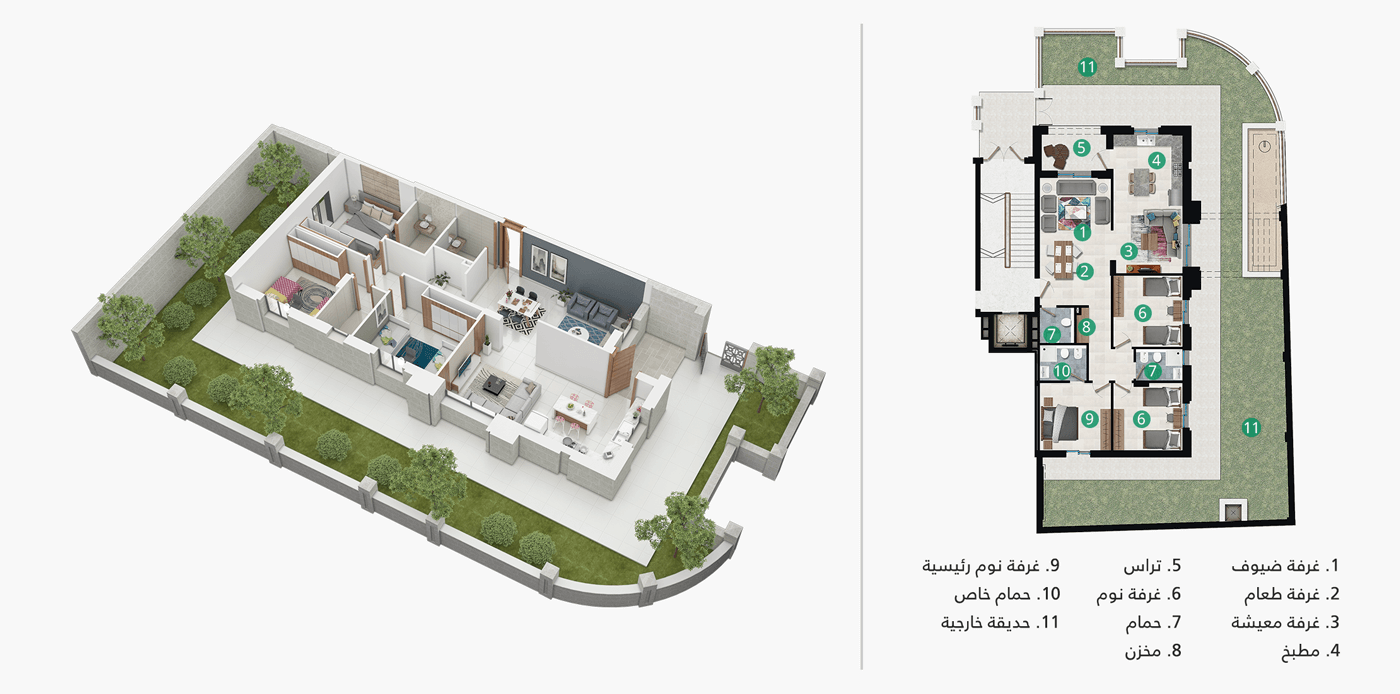 11
5
4
1
3
2
6
7
8
10
7
9
6
11
1. غرفة ضيوف
2. غرفة طعام
3. غرفة معيشة
4. مطبخ
5. تراس
6. غرفة نوم
7. حمام
8. مخزن
9. غرفة نوم رئيسية
10. حمام خاص
11. حديقة خارجية